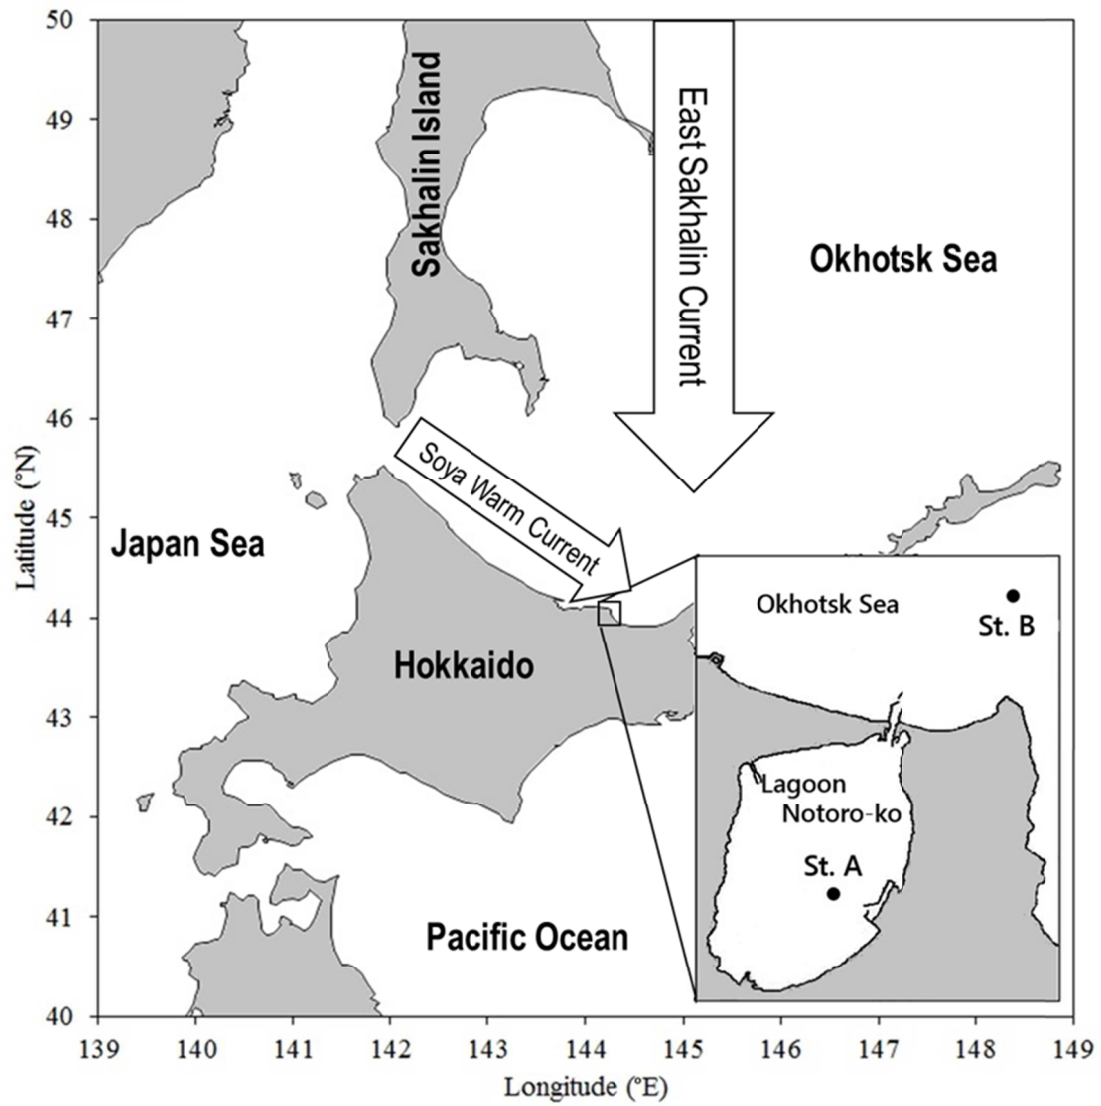 50
49
48
47
46
45
44
43
42
41
40
Latitude (°N)
139
140
141
142
143
144
145
146
147
148
149
Longitude (°E)
Sakhalin Island
East Sakhalin Current
Okhotsk Sea
Soya Warm Current
Japan Sea
Hokkaido
Pacific Ocean
Okhotsk Sea
St. B
Lagoon
Notoro-ko
St. A